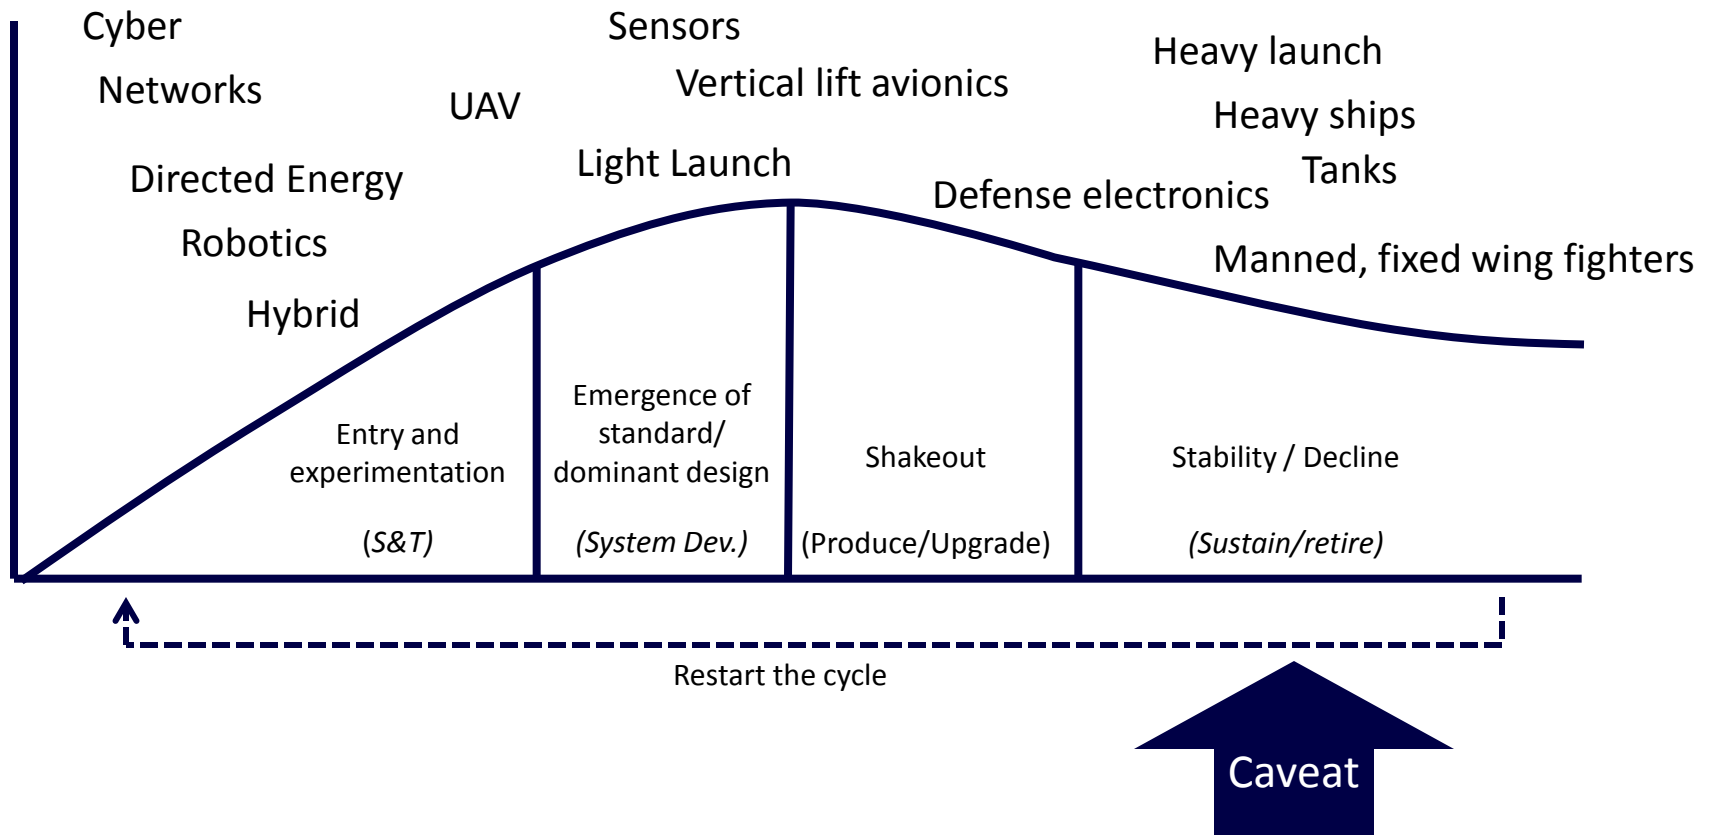 Cyber
Sensors
Heavy launch
Networks
UAV
Vertical lift avionics
Heavy ships
Directed Energy
Light Launch
Defense electronics
Tanks
Robotics
Manned, fixed wing fighters
Hybrid
Entry and
experimentation
(S&T)
Emergence of
standard/
dominant design
(System Dev.)
Shakeout
(Produce/Upgrade)
Stability / Decline
(Sustain/retire)
Restart the cycle
Caveat